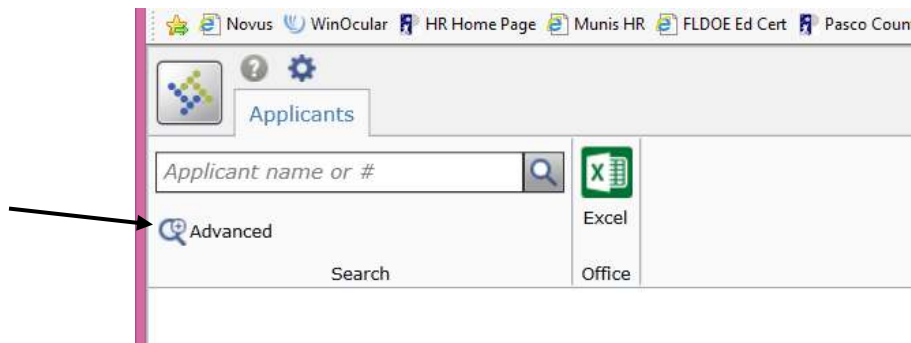 Novus WinOcular HR Home Page Munis HR FLDOE Ed Cert Pasco Coun
Applicants
Applicant name or #
Advanced
Excel
Search
Office